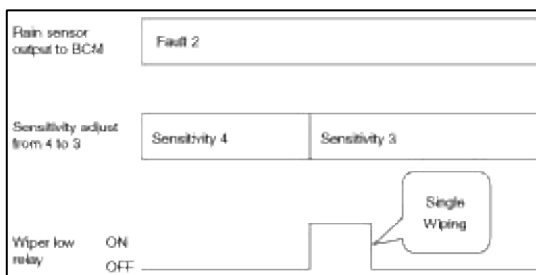 Rain sensor
output to BCM
Fault 2
Sensitivity adjust
from 4 to 3
Sensitivity 4
Sensitivity 3
Single
Wiping
Wiper low
relay
ON
OFF